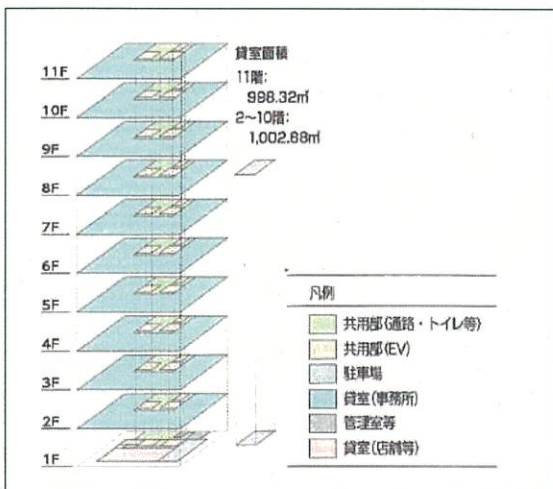 貸室面積
11階:
998.32㎡
2～10階:
1,002.68㎡
11F
10F
9F
8F
7F
6F
5F
4F
3F
2F
1F
凡例
共用部(通路・トイレ等)
共用部(EV)
駐車場
貸室(事務所)
管理室等
貸室(店舗等)